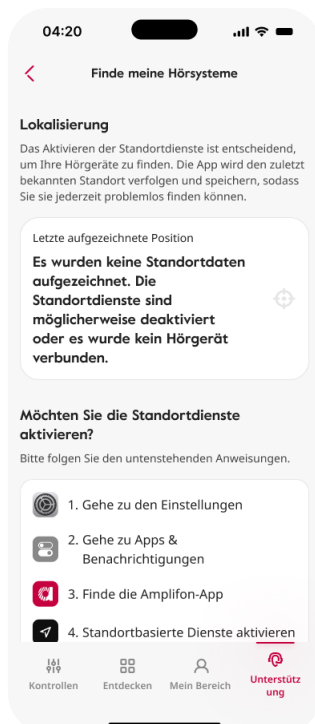 04:20
Finde meine Hörsysteme
Lokalisierung
Das Aktivieren der Standortdienste ist entscheidend,
um Ihre Hörgeräte zu finden. Die App wird den zuletzt
bekannten Standort verfolgen und speichern, sodass
Sie sie jederzeit problemlos finden können.
Letzte aufgezeichnete Position
Es wurden keine Standortdaten
aufgezeichnet. Die
Standortdienste sind
möglicherweise deaktiviert
oder es wurde kein Hörgerät
verbunden.
Möchten Sie die Standortdienste
aktivieren?
Bitte folgen Sie den untenstehenden Anweisungen.
1. Gehe zu den Einstellungen
2. Gehe zu Apps &
Benachrichtigungen
3. Finde die Amplifon-App
4. Standortbasierte Dienste aktivieren
Kontrollen
Entdecken
Mein Bereich
Unterstütz
ung